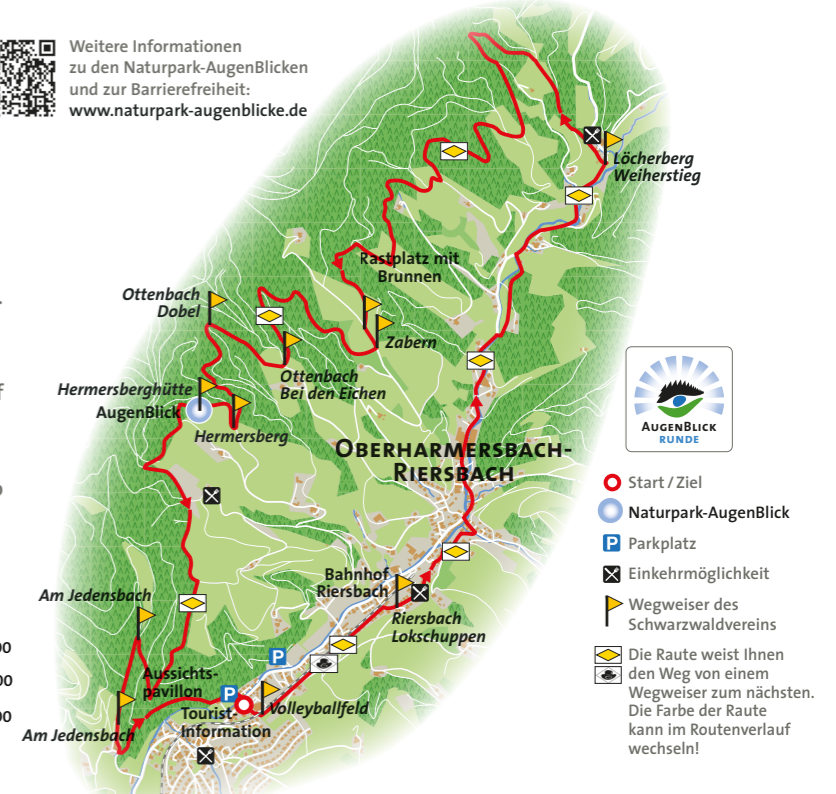 Weitere Informationen
zu den Naturpark-AugenBlicken
und zur Barrierefreiheit:
www.naturpark-augenblicke.de
Löcherberg
Weiherstieg
Rastplatz mit
Brunnen
Ottenbach
Dobel
Zabern
Ottenbach
Bei den Eichen
Hermersberghütte
AugenBlick
Hermersberg
OBERHARMERSBACH-
RIERSBACH
Bahnhof
Riersbach
Riersbach
Lokschuppen
Am Jedensbach
Aussichts-
pavillon
P
P
Volleyballfeld
Tourist-
Information
Am Jedensbach
AUGENBLICK
RUNDE
Start / Ziel
Naturpark-AugenBlick
P Parkplatz
Einkehrmöglichkeit
Wegweiser des
Schwarzwaldvereins
Die Raute weist Ihnen
den Weg von einem
Wegweiser zum nächsten.
Die Farbe der Raute
kann im Routenverlauf
wechseln!